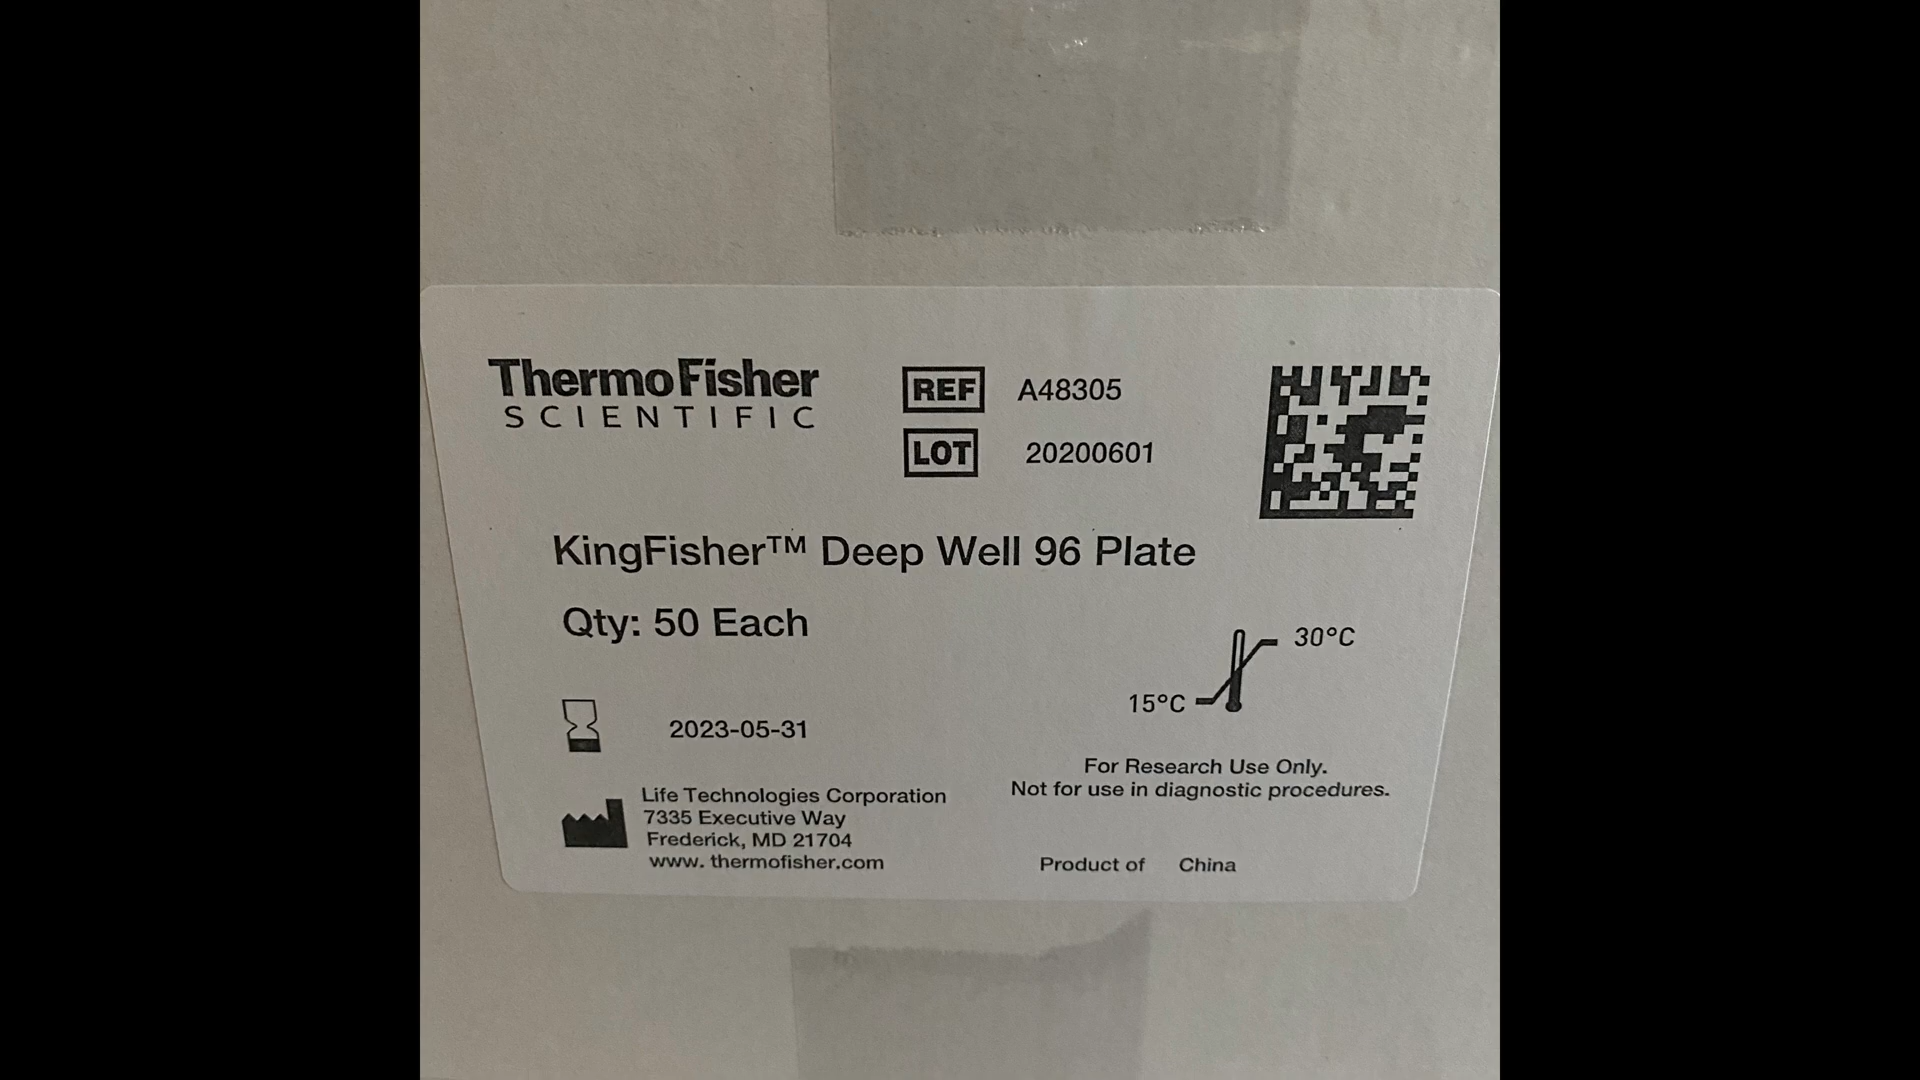 ThermoFisher
SCIENTIFIC
REF A48305
LOT 20200601
KingFisher™ Deep Well 96 Plate
Qty: 50 Each
30°C
15°C
2023-05-31
For Research Use Only.
Not for use in diagnostic procedures.
Life Technologies Corporation
7335 Executive Way
Frederick, MD 21704
www. thermofisher.com
Product of China